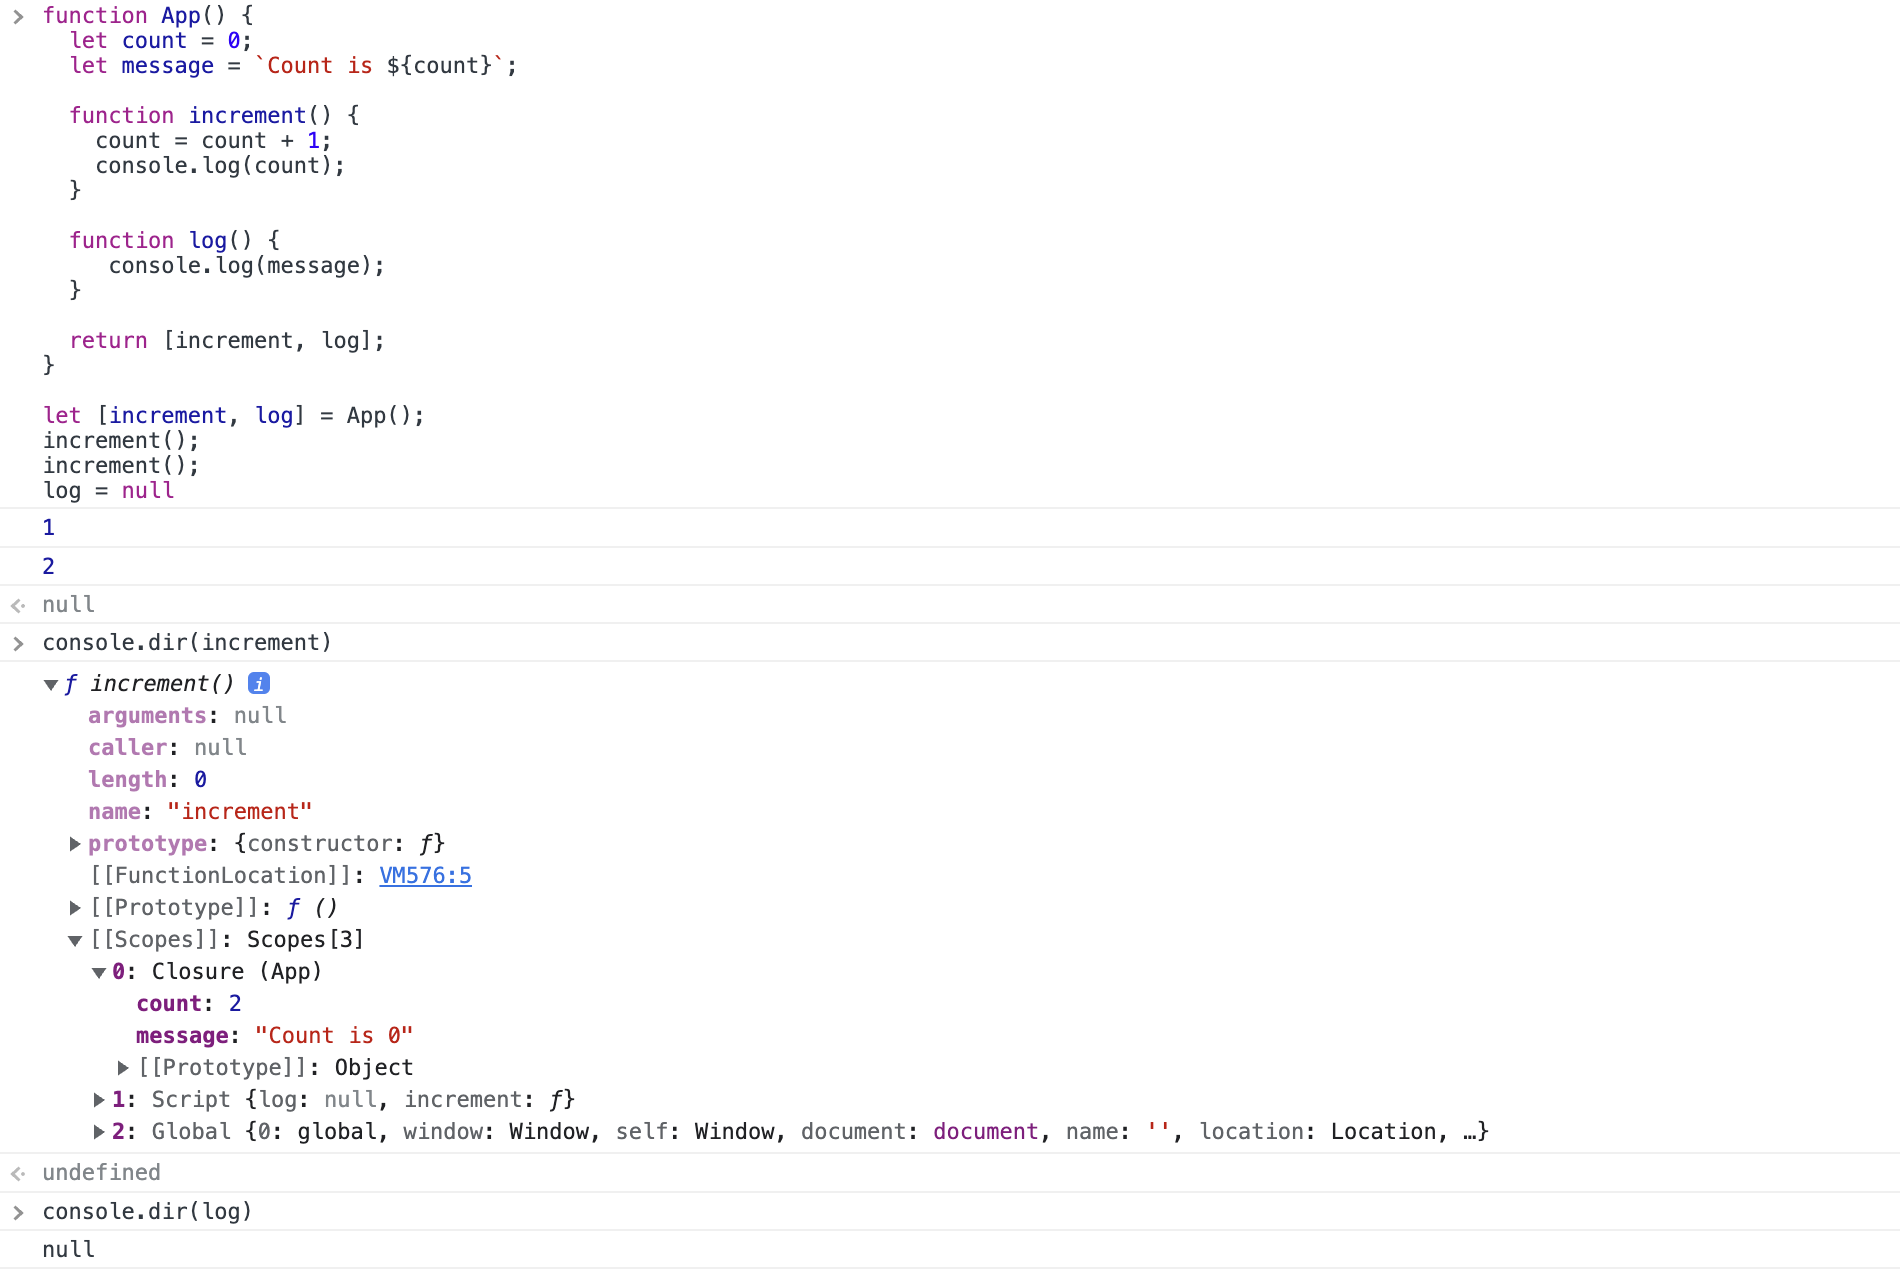 function App() {
  let count = 0;
  let message = `Count is ${count}`;

  function increment() {
    count = count + 1;
    console.log(count);
  }

  function log() {
     console.log(message);
  }

  return [increment, log];
}

let [increment, log] = App();
increment();
increment();
log = null
1
2
null
console.dir(increment)
ƒ increment() i
arguments: null
caller: null
length: 0
name: "increment"
prototype: {constructor: ƒ}
[[FunctionLocation]]: VM576:5
[[Prototype]]: ƒ ()
[[Scopes]]: Scopes[3]
0: Closure (App)
count: 2
message: "Count is 0"
[[Prototype]]: Object
1: Script {log: null, increment: ƒ}
2: Global {0: global, window: Window, self: Window, document: document, name: '', location: Location, …}
undefined
console.dir(log)
null